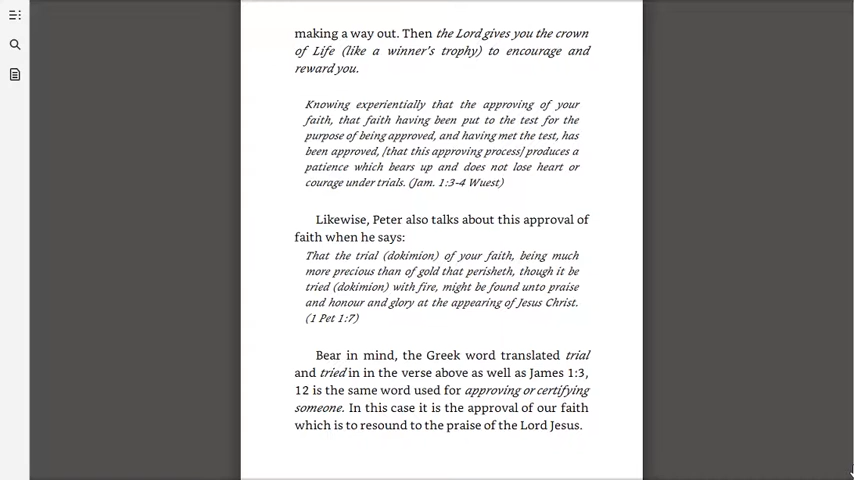 making a way out. Then the Lord gives you the crown
of Life (like a winner's trophy) to encourage and
reward you.
Knowing experientially that the approving of your
faith, that faith having been put to the test for the
purpose of being approved, and having met the test, has
been approved, [that this approving process] produces a
patience which bears up and does not lose heart or
courage under trials. (Jam. 1:3-4 Wuest)
Likewise, Peter also talks about this approval of
faith when he says:
That the trial (dokimion) of your faith, being much
more precious than of gold that perisheth, though it be
tried (dokimion) with fire, might be found unto praise
and honour and glory at the appearing of Jesus Christ.
(1 Pet 1:7)
Bear in mind, the Greek word translated trial
and tried in in the verse above as well as James 1:3,
12 is the same word used for approving or certifying
someone. In this case it is the approval of our faith
which is to resound to the praise of the Lord Jesus.